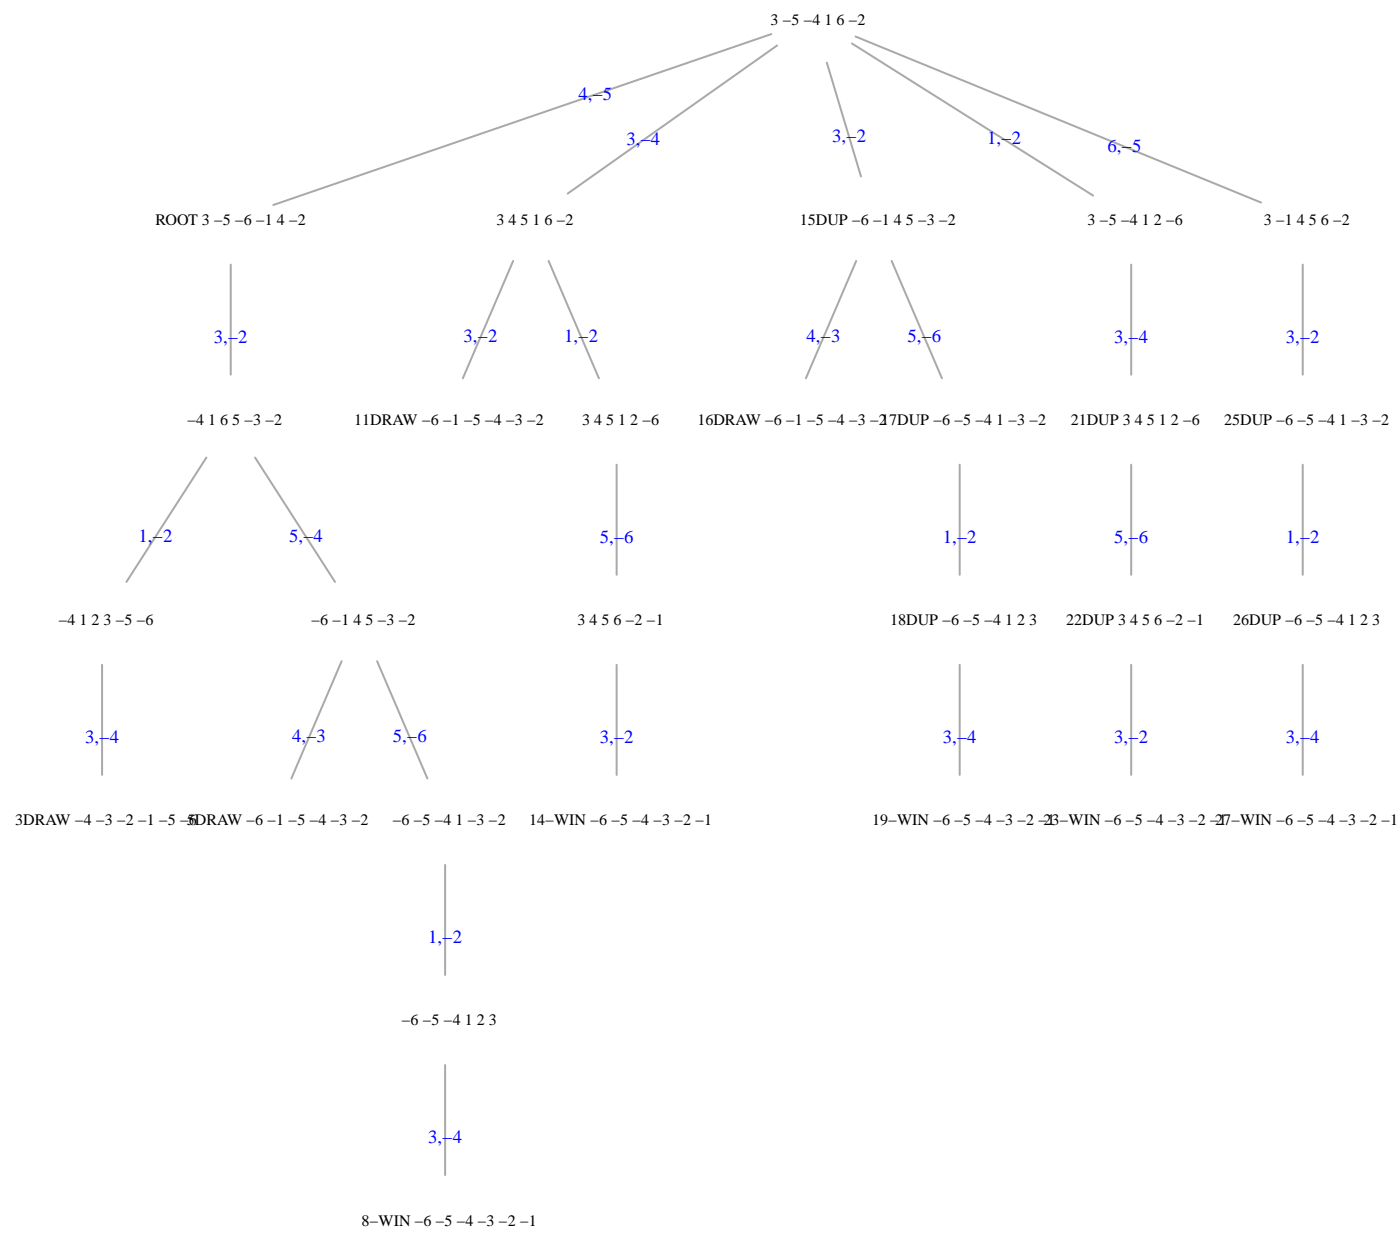 3 –5 –4 1 6 –2
4,–5
3,–4
3,–2
1,–2
6,–5
ROOT 3 –5 –6 –1 4 –2
3 4 5 1 6 –2
15DUP –6 –1 4 5 –3 –2
3 –5 –4 1 2 –6
3 –1 4 5 6 –2
3,–2
3,–2
1,–2
4,–3
5,–6
3,–4
3,–2
–4 1 6 5 –3 –2
11DRAW –6 –1 –5 –4 –3 –2
3 4 5 1 2 –6
16DRAW –6 –1 –5 –4 –3 –2
17DUP –6 –5 –4 1 –3 –2
21DUP 3 4 5 1 2 –6
25DUP –6 –5 –4 1 –3 –2
1,–2
5,–4
5,–6
1,–2
5,–6
1,–2
–4 1 2 3 –5 –6
–6 –1 4 5 –3 –2
3 4 5 6 –2 –1
18DUP –6 –5 –4 1 2 3
22DUP 3 4 5 6 –2 –1
26DUP –6 –5 –4 1 2 3
3,–4
4,–3
5,–6
3,–2
3,–4
3,–2
3,–4
3DRAW –4 –3 –2 –1 –5 –6
5DRAW –6 –1 –5 –4 –3 –2
–6 –5 –4 1 –3 –2
14–WIN –6 –5 –4 –3 –2 –1
19–WIN –6 –5 –4 –3 –2 –1
23–WIN –6 –5 –4 –3 –2 –1
27–WIN –6 –5 –4 –3 –2 –1
1,–2
–6 –5 –4 1 2 3
3,–4
8–WIN –6 –5 –4 –3 –2 –1